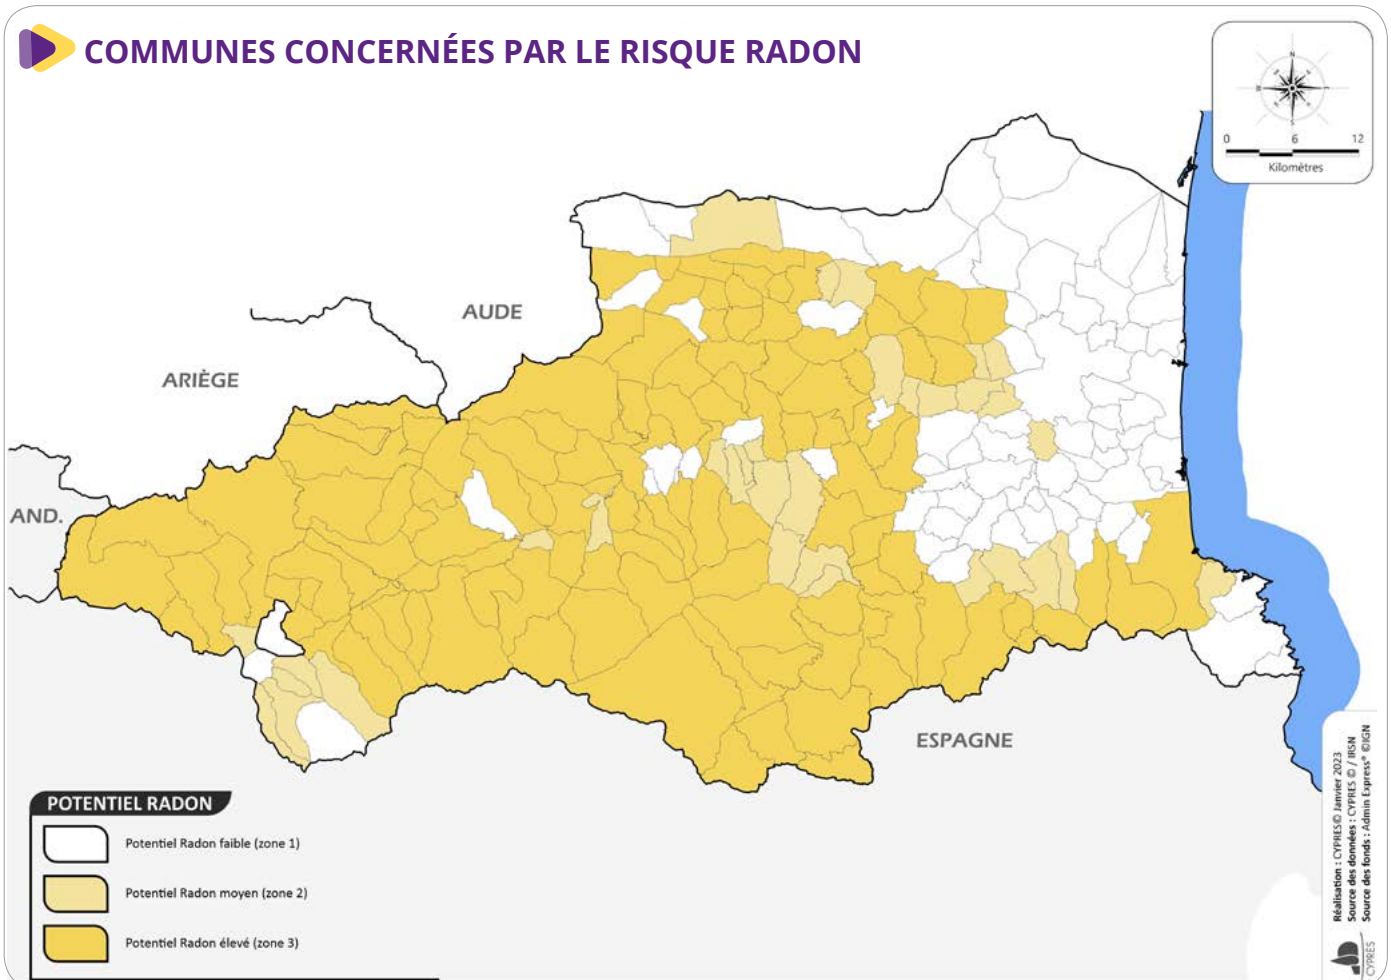 COMMUNES CONCERNÉES PAR LE RISQUE RADON
N
W
E
S
0 6 12
Kilomètres
AUDE
ARIÈGE
AND.
ESPAGNE
POTENTIEL RADON
Potentiel Radon faible (zone 1)
Potentiel Radon moyen (zone 2)
Potentiel Radon élevé (zone 3)
Réalisation : CYPRES© Janvier 2023
Source des données : CYPRES © / IRSN
Source des fonds : Admin Express® ©IGN
CYPRÈS